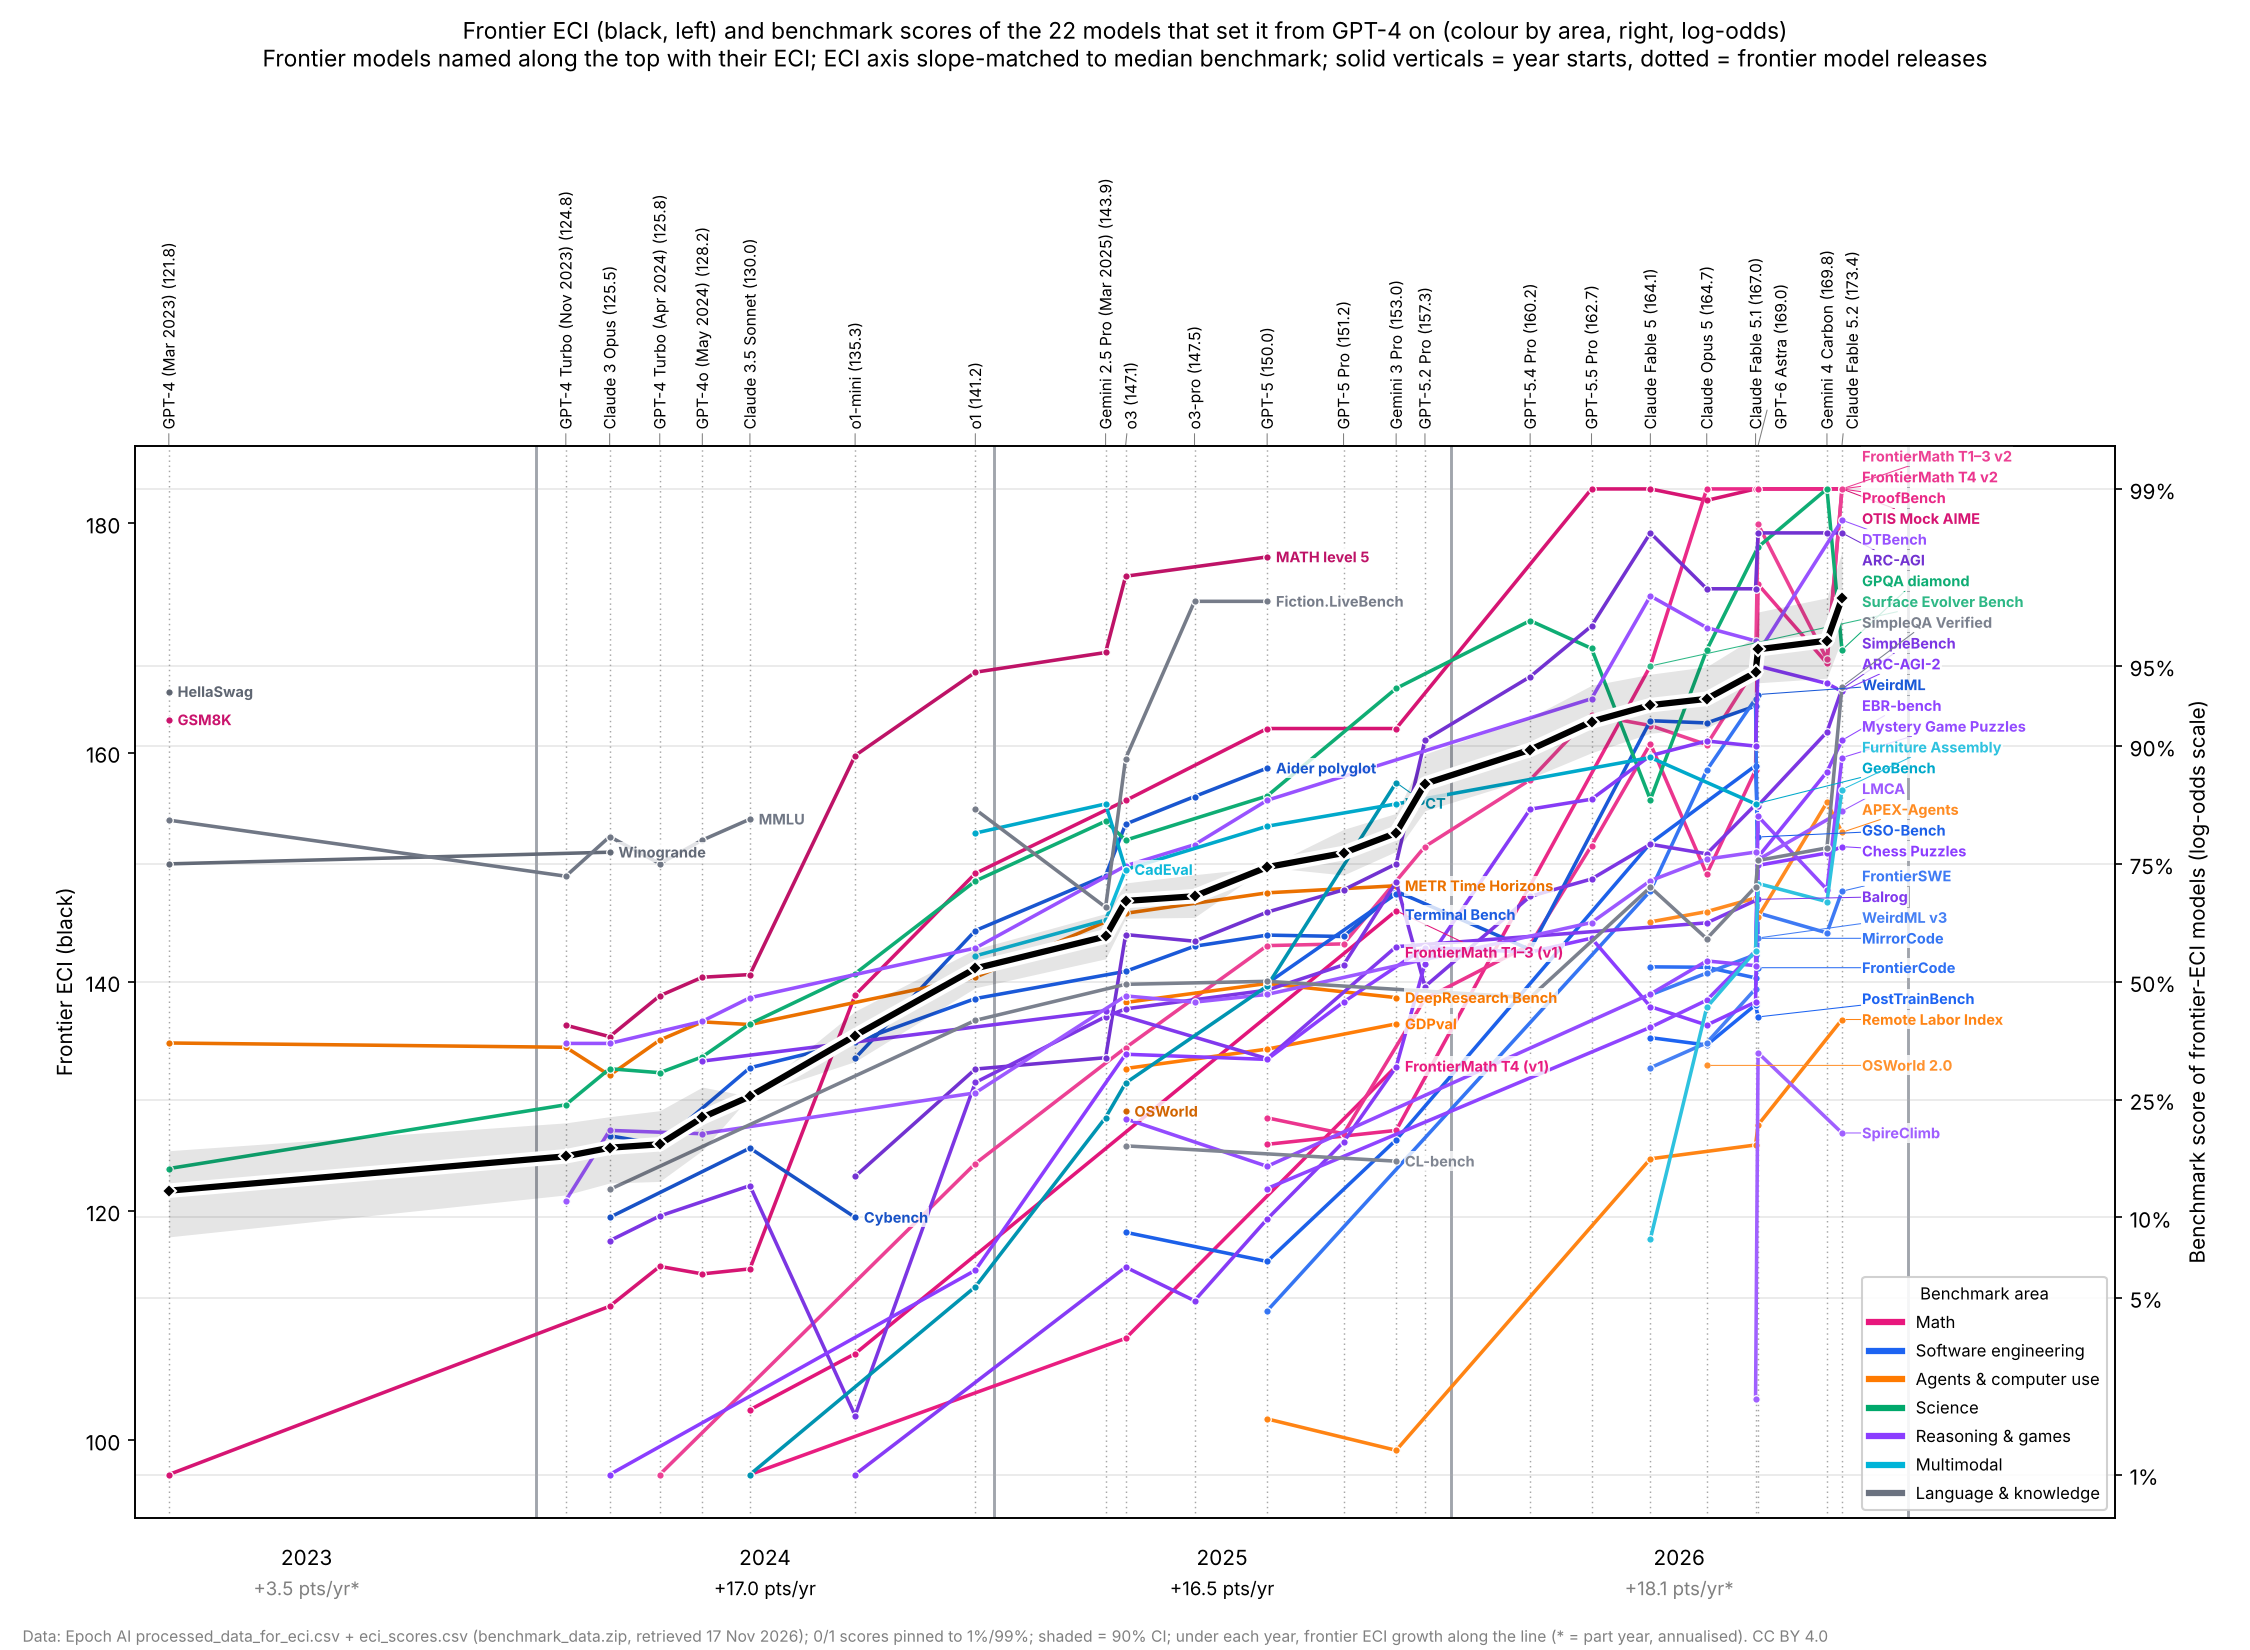 Frontier ECI (black, left) and benchmark scores of the 22 models that set it from GPT-4 on (colour by area, right, log-odds)
Frontier models named along the top with their ECI; ECI axis slope-matched to median benchmark; solid verticals = year starts, dotted = frontier model releases
GPT-4 (Mar 2023) (121.8)
GPT-4 Turbo (Nov 2023) (124.8)
Claude 3 Opus (125.5)
GPT-4 Turbo (Apr 2024) (125.8)
GPT-4o (May 2024) (128.2)
Claude 3.5 Sonnet (130.0)
o1-mini (135.3)
o1 (141.2)
Gemini 2.5 Pro (Mar 2025) (143.9)
o3 (147.1)
o3-pro (147.5)
GPT-5 (150.0)
GPT-5 Pro (151.2)
Gemini 3 Pro (153.0)
GPT-5.2 Pro (157.3)
GPT-5.4 Pro (160.2)
GPT-5.5 Pro (162.7)
Claude Fable 5 (164.1)
Claude Opus 5 (164.7)
Claude Fable 5.1 (167.0)
GPT-6 Astra (169.0)
Gemini 4 Carbon (169.8)
Claude Fable 5.2 (173.4)
Frontier ECI (black)
180
160
140
120
100
HellaSwag
GSM8K
MMLU
Winogrande
Cybench
MATH level 5
Fiction.LiveBench
Aider polyglot
PCT
CadEval
METR Time Horizons
Terminal Bench
FrontierMath T1–3 (v1)
DeepResearch Bench
GDPval
FrontierMath T4 (v1)
OSWorld
CL-bench
FrontierMath T1–3 v2
FrontierMath T4 v2
ProofBench
OTIS Mock AIME
DTBench
ARC-AGI
GPQA diamond
Surface Evolver Bench
SimpleQA Verified
SimpleBench
ARC-AGI-2
WeirdML
EBR-bench
Mystery Game Puzzles
Furniture Assembly
GeoBench
LMCA
APEX-Agents
GSO-Bench
Chess Puzzles
FrontierSWE
Balrog
WeirdML v3
MirrorCode
FrontierCode
PostTrainBench
Remote Labor Index
OSWorld 2.0
SpireClimb
99%
95%
90%
75%
50%
25%
10%
5%
1%
Benchmark score of frontier-ECI models (log-odds scale)
Benchmark area
Math
Software engineering
Agents & computer use
Science
Reasoning & games
Multimodal
Language & knowledge
2023
+3.5 pts/yr*
2024
+17.0 pts/yr
2025
+16.5 pts/yr
2026
+18.1 pts/yr*
Data: Epoch AI processed_data_for_eci.csv + eci_scores.csv (benchmark_data.zip, retrieved 17 Nov 2026); 0/1 scores pinned to 1%/99%; shaded = 90% CI; under each year, frontier ECI growth along the line (* = part year, annualised). CC BY 4.0